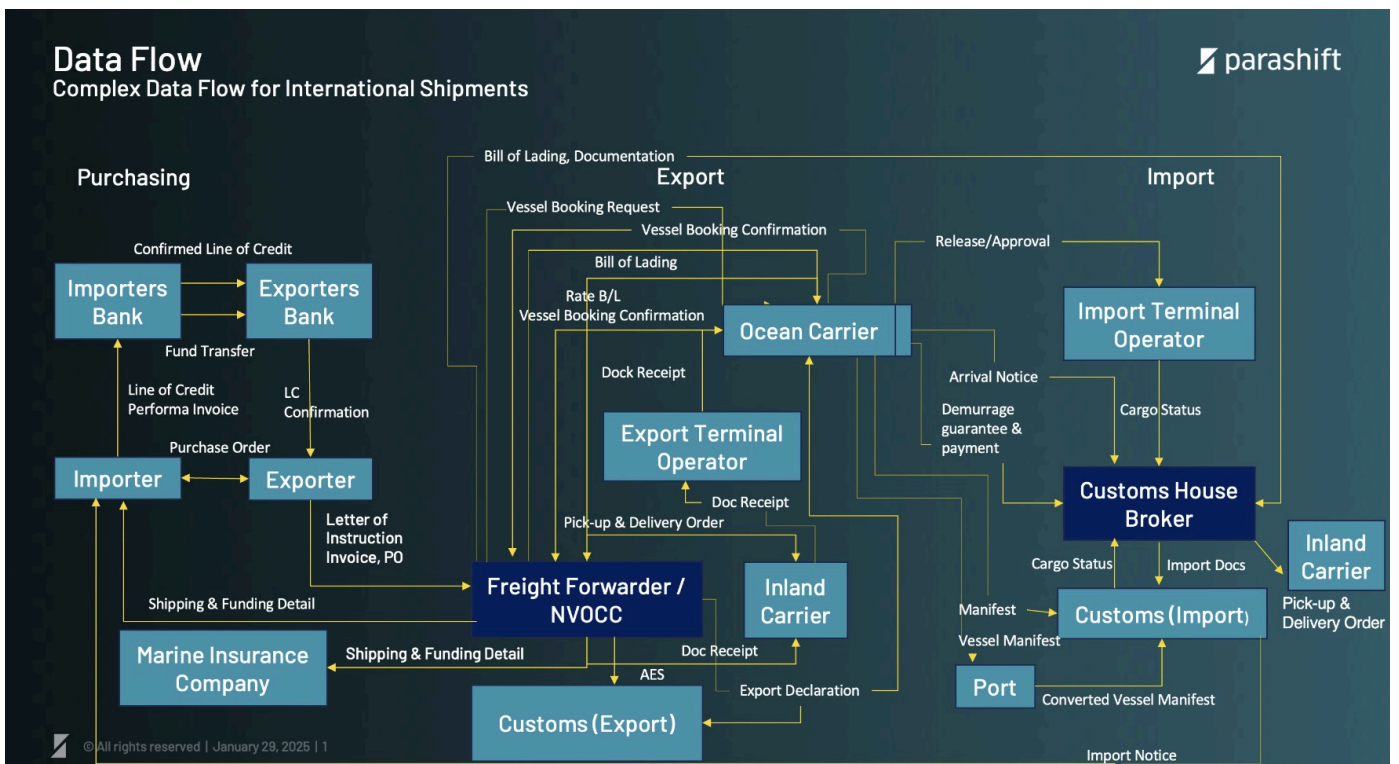 Data Flow
Complex Data Flow for International Shipments
parashift
Purchasing
Export
Import
Bill of Lading, Documentation
Vessel Booking Request
Vessel Booking Confirmation
Bill of Lading
Release/Approval
Confirmed Line of Credit
Importers
Bank
Exporters
Bank
Fund Transfer
Rate B/L
Vessel Booking Confirmation
Ocean Carrier
Import Terminal
Operator
Line of Credit
Performa Invoice
LC
Confirmation
Dock Receipt
Arrival Notice
Demurrage
guarantee &
payment
Cargo Status
Purchase Order
Importer
Exporter
Export Terminal
Operator
Customs House
Broker
Letter of
Instruction
Invoice, PO
Doc Receipt
Pick-up & Delivery Order
Inland
Carrier
Pick-up &
Delivery Order
Cargo Status
Import Docs
Shipping & Funding Detail
Freight Forwarder /
NVOCC
Inland
Carrier
Manifest
Customs (Import)
Vessel Manifest
Marine Insurance
Company
Shipping & Funding Detail
Doc Receipt
AES
Export Declaration
Port
Converted Vessel Manifest
Customs (Export)
© All rights reserved | January 29, 2025 | 1
Import Notice